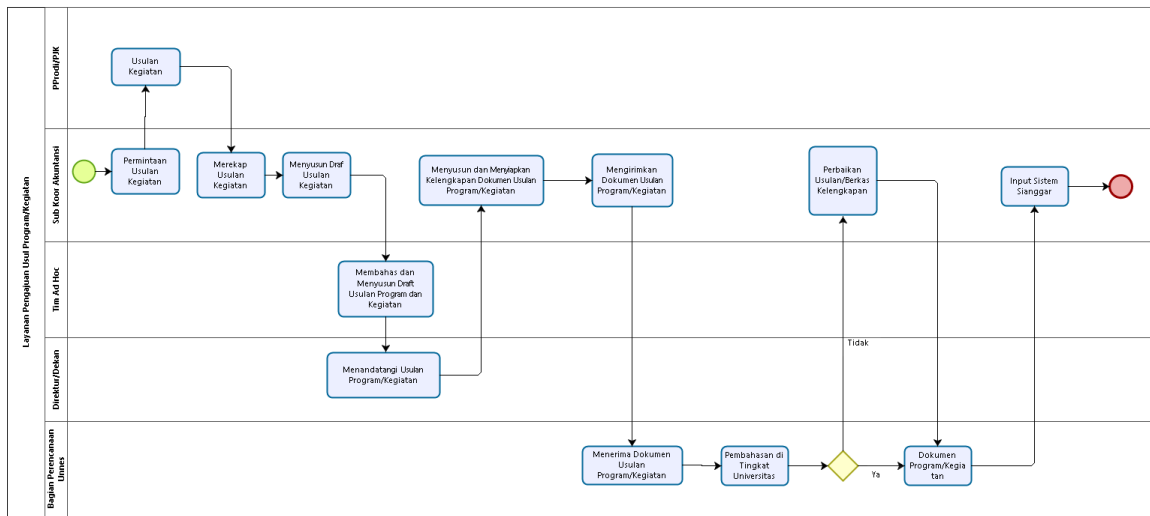 Layanan Pengajuan Usul Program/Kegiatan
PProdi/PJK
Usulan
Kegiatan
Sub Koor Akuntansi
Permintaan
Usulan
Kegiatan
Merekap
Usulan
Kegiatan
Menyusun Draf
Usulan
Kegiatan
Menyusun dan Menyiapkan
Kelengkapan Dokumen Usulan
Program/Kegiatan
Mengirimkan
Dokumen Usulan
Program/Kegiatan
Perbaikan
Usulan/Berkas
Kelengkapan
Input Sistem
Sianggar
Tim Ad Hoc
Membahas dan
Menyusun Draft
Usulan Program dan
Kegiatan
Direktur/Dekan
Menandatangi Usulan
Program/Kegiatan
Tidak
Bagian Perencanaan
Unnes
Menerima Dokumen
Usulan
Program/Kegiatan
Pembahasan di
Tingkat
Universitas
Ya
Dokumen
Program/Kegia
tan